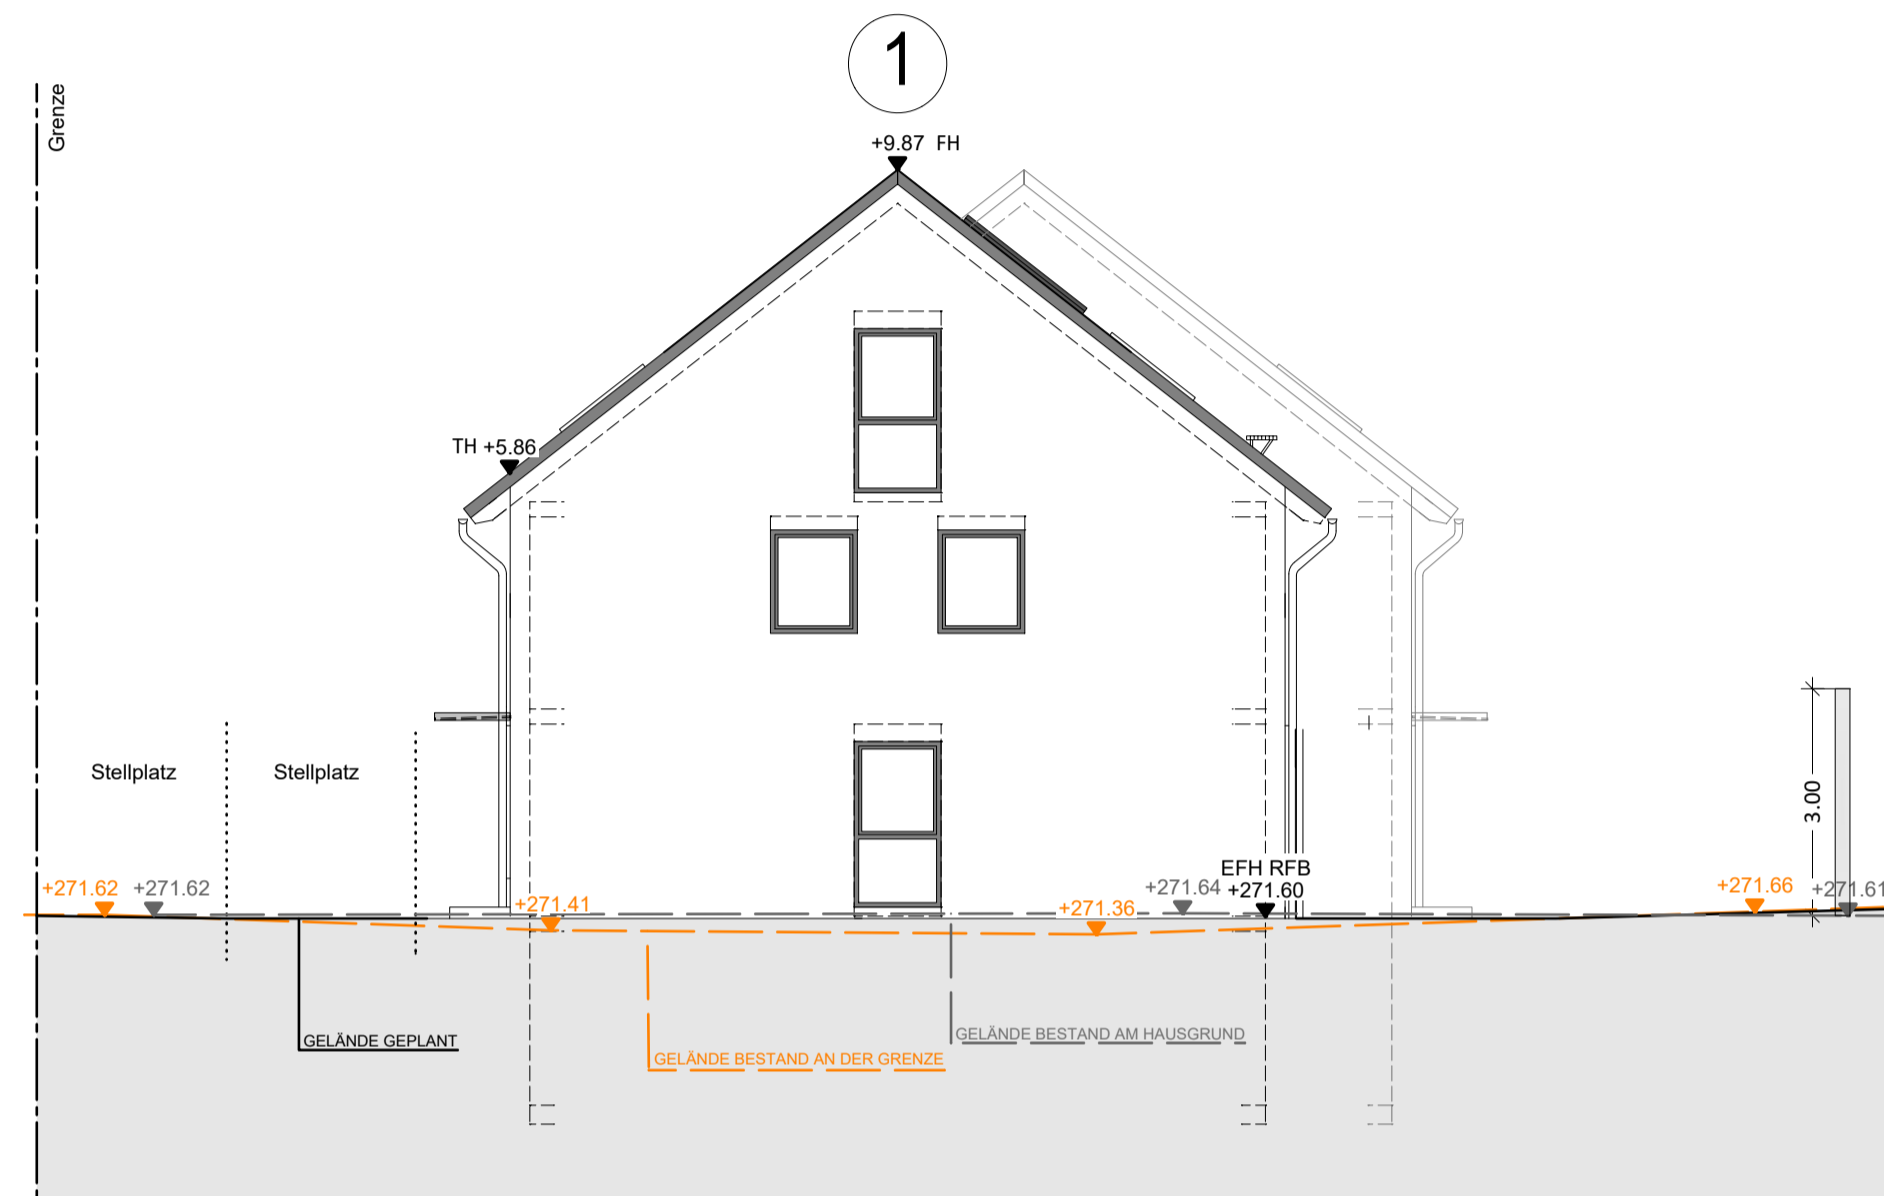 1
Grenze
+9.87 FH
TH +5.86
Stellplatz
Stellplatz
3.00
EFH RFB
+271.62
+271.62
+271.41
+271.64
+271.60
+271.36
+271.66
+271.61
GELÄNDE GEPLANT
GELÄNDE BESTAND AM HAUSGRUND
GELÄNDE BESTAND AN DER GRENZE